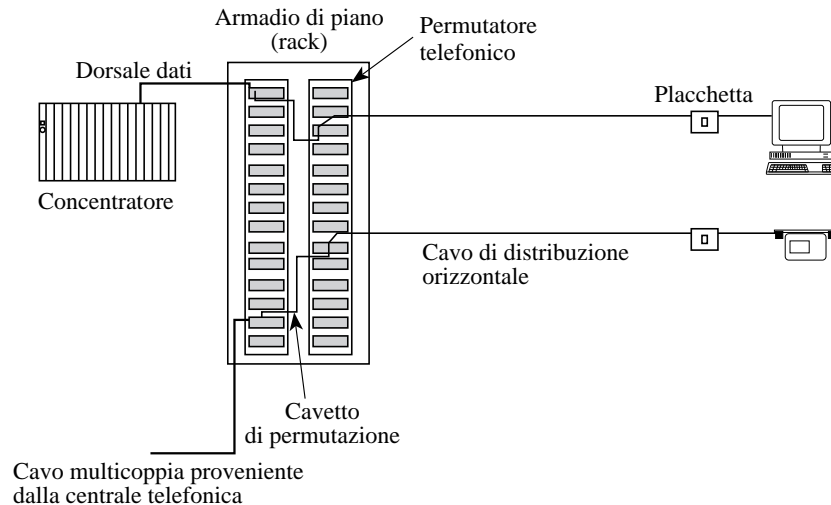 Armadio di piano
(rack)
Permutatore
telefonico
Dorsale dati
Placchetta
Concentratore
Cavo di distribuzione
orizzontale
Cavetto
di permutazione
Cavo multicoppia proveniente
dalla centrale telefonica